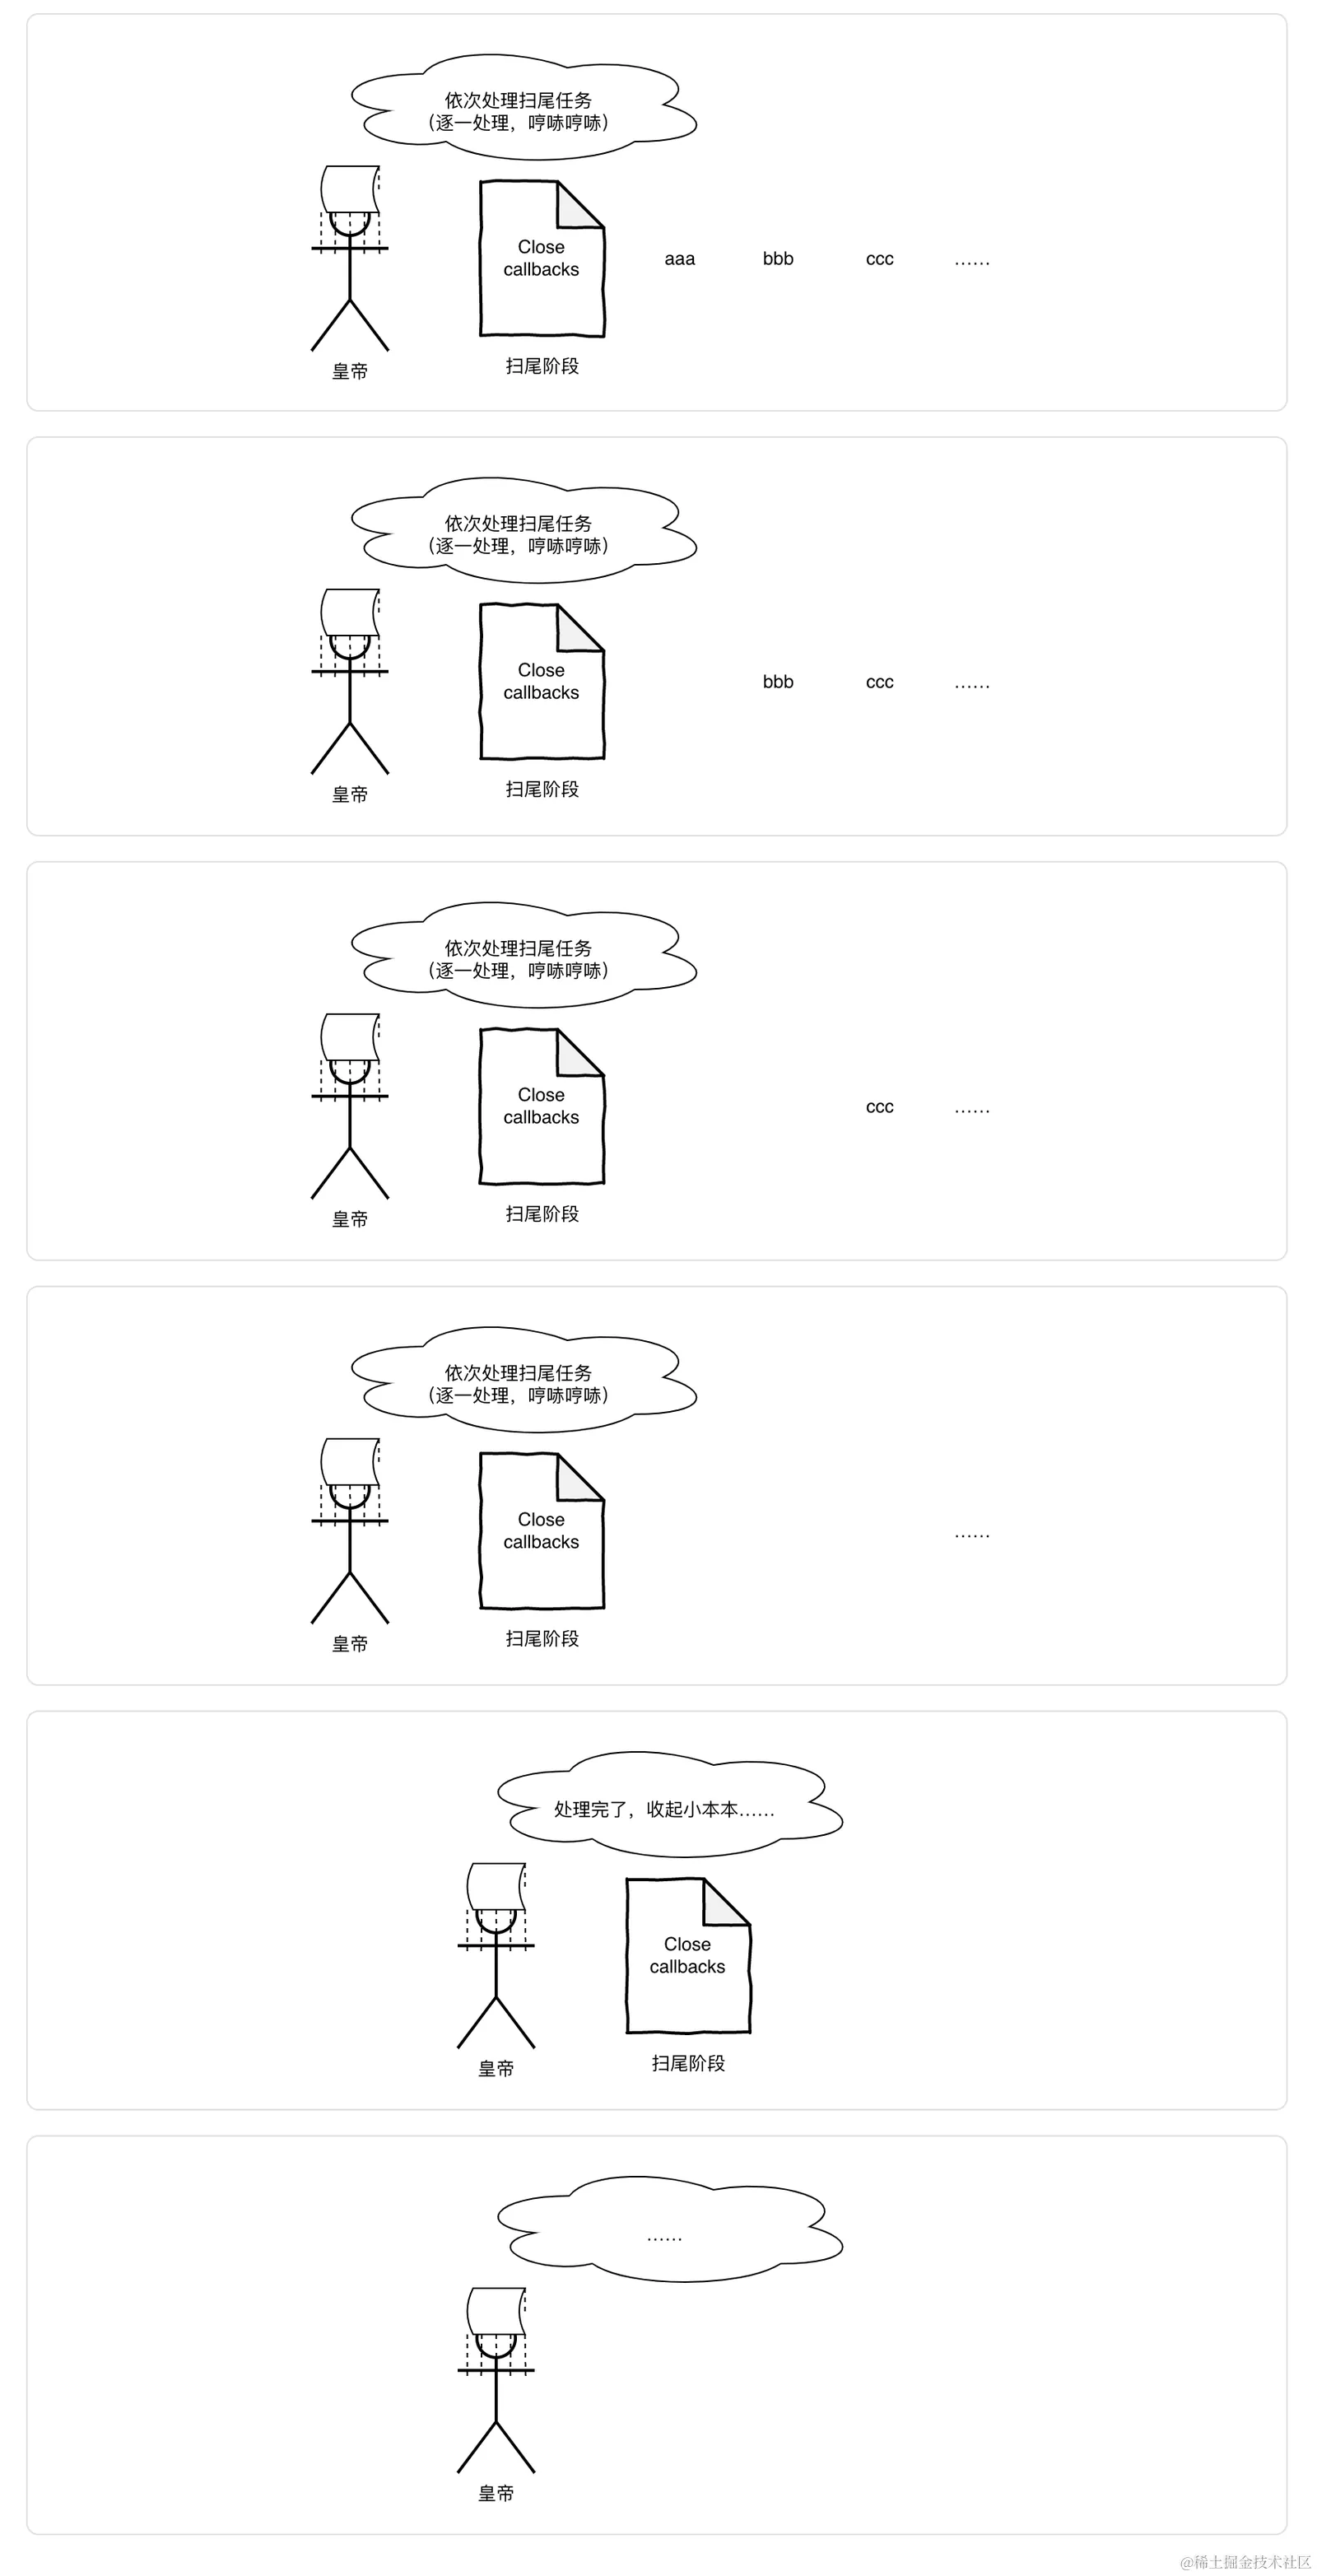 依次处理扫尾任务
（逐一处理，哼哧哼哧）
Close
callbacks
aaa bbb ccc ……
皇帝
扫尾阶段
依次处理扫尾任务
（逐一处理，哼哧哼哧）
Close
callbacks
bbb ccc ……
皇帝
扫尾阶段
依次处理扫尾任务
（逐一处理，哼哧哼哧）
Close
callbacks
ccc ……
皇帝
扫尾阶段
依次处理扫尾任务
（逐一处理，哼哧哼哧）
Close
callbacks
……
皇帝
扫尾阶段
处理完了，收起小本本……
Close
callbacks
皇帝
扫尾阶段
……
皇帝
@稀土掘金技术社区